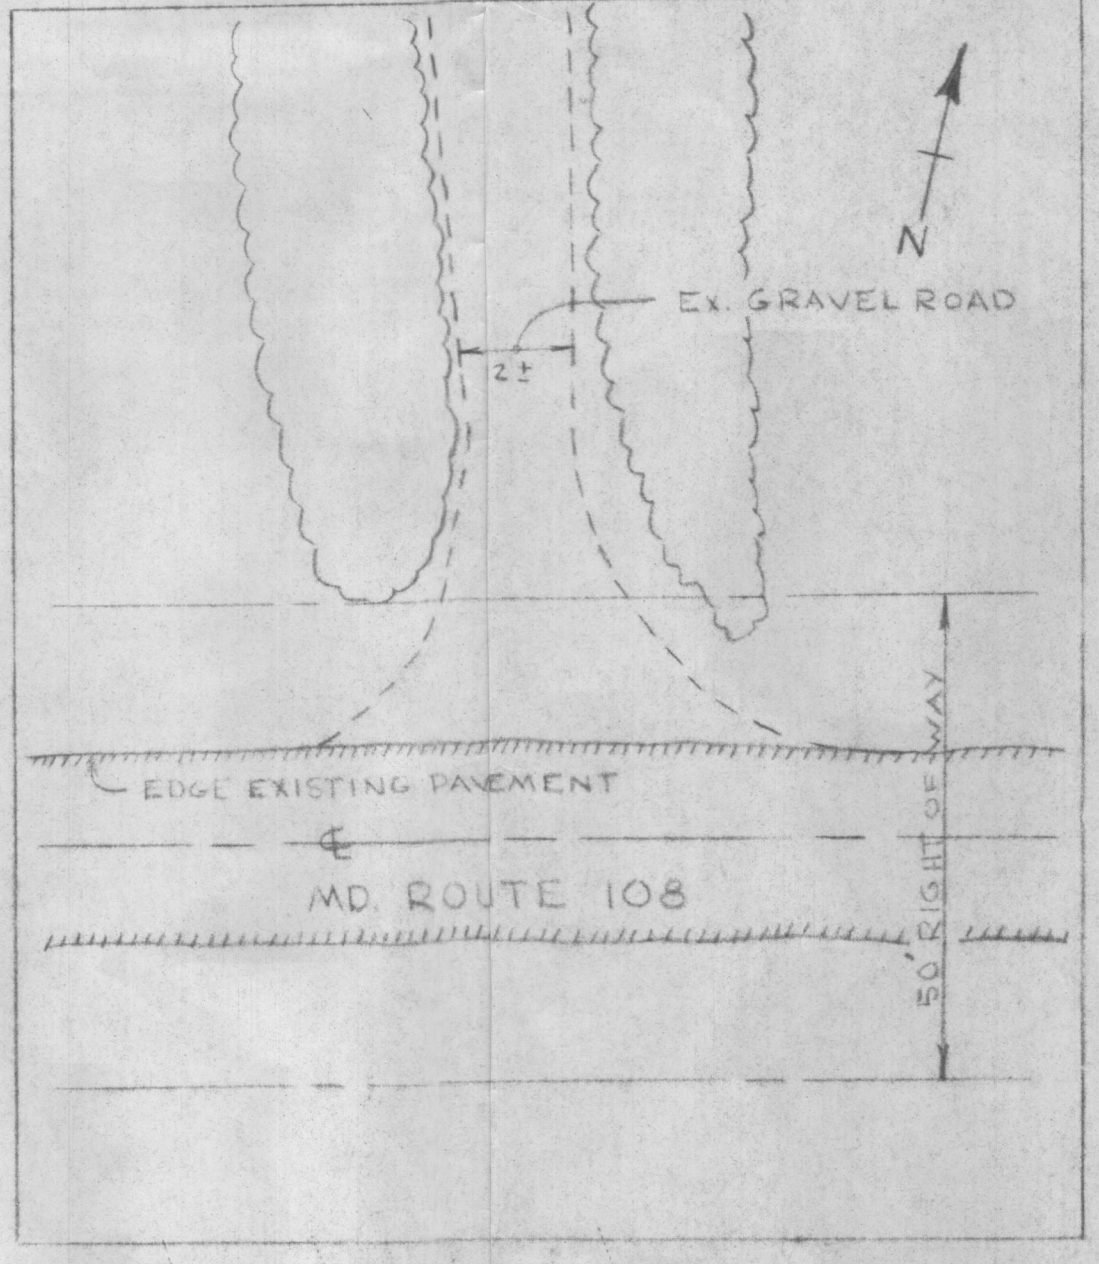 N
EX. GRAVEL ROAD
2 ±
50' RIGHT OF WAY
EDGE EXISTING PAVEMENT
℄
MD. ROUTE 108